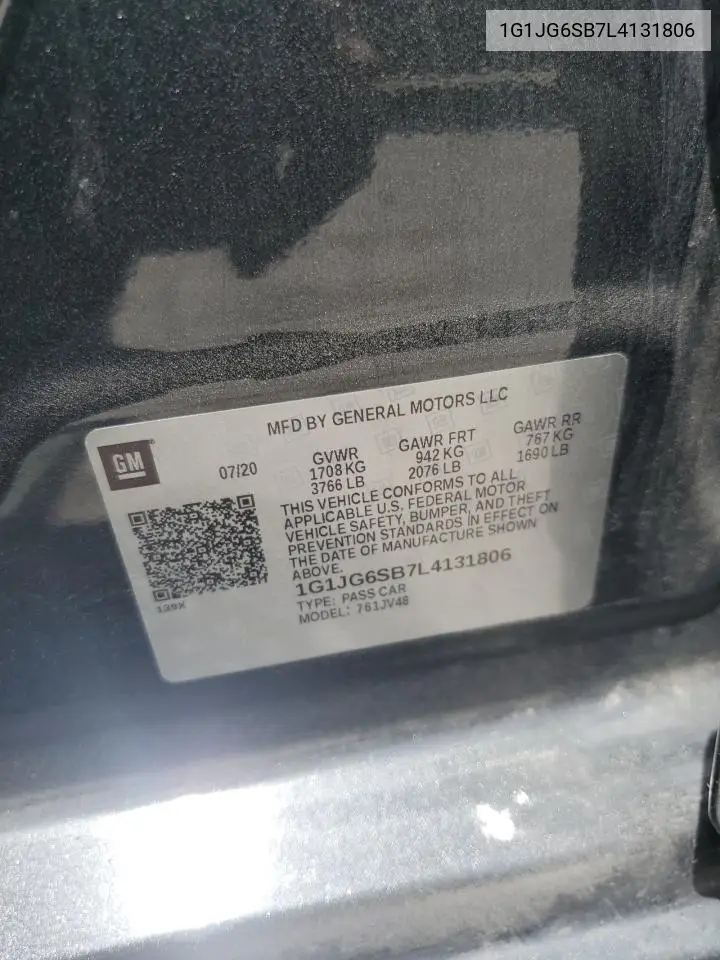 1G1JG6SB7L4131806
MFD BY GENERAL MOTORS LLC
GM
07/20
GVWR
1708 KG
3766 LB
GAWR FRT
942 KG
2076 LB
GAWR RR
767 KG
1690 LB
THIS VEHICLE CONFORMS TO ALL
APPLICABLE U.S. FEDERAL MOTOR
VEHICLE SAFETY, BUMPER, AND THEFT
PREVENTION STANDARDS IN EFFECT ON
THE DATE OF MANUFACTURE SHOWN
ABOVE.
1G1JG6SB7L4131806
TYPE: PASS CAR
MODEL: 761JV48
139X